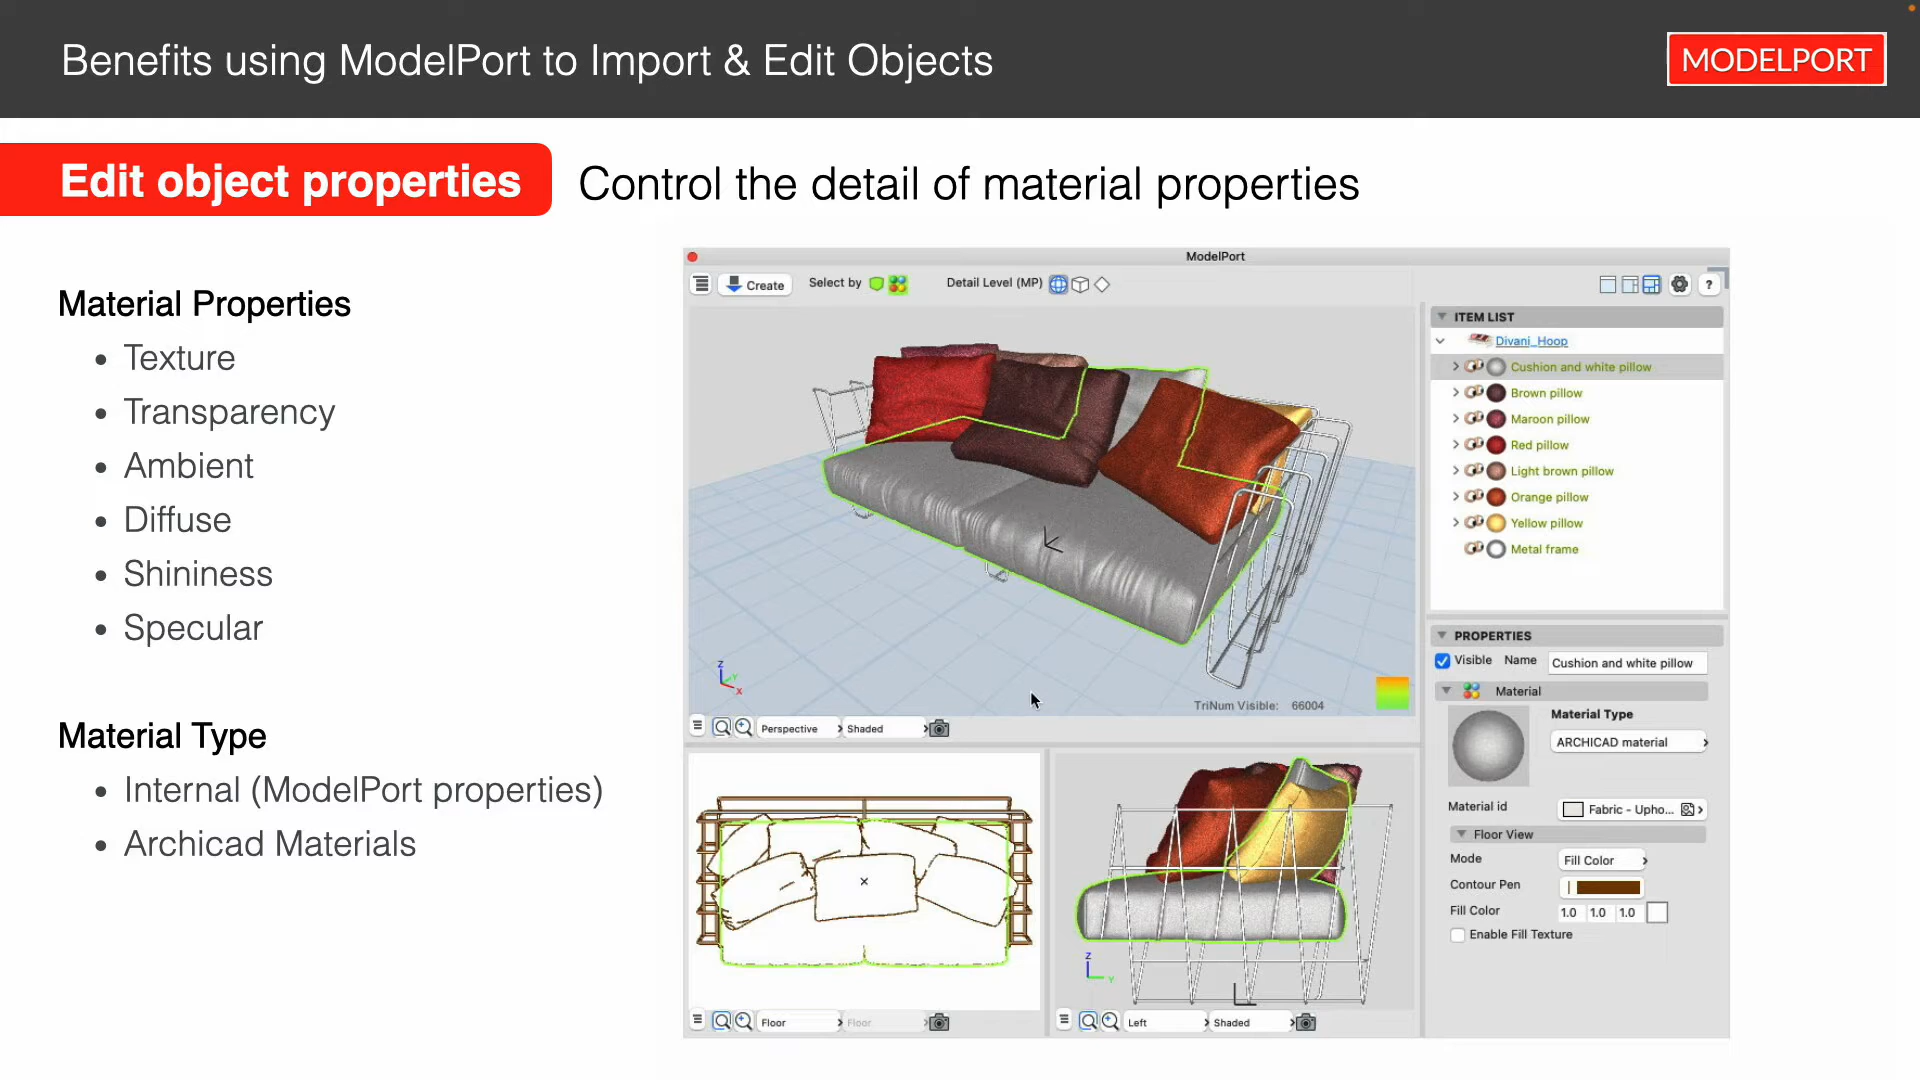 Benefits using ModelPort to Import & Edit Objects
MODELPORT
Edit object properties
Control the detail of material properties
Material Properties
• Texture
• Transparency
• Ambient
• Diffuse
• Shininess
• Specular
Material Type
• Internal (ModelPort properties)
• Archicad Materials
ModelPort
Create
Select by
Detail Level (MP)
?
Z
Y
X
TriNum Visible: 66004
Perspective
Shaded
Floor
Floor
Z
Y
Left
Shaded
ITEM LIST
Divani_Hoop
Cushion and white pillow
Brown pillow
Maroon pillow
Red pillow
Light brown pillow
Orange pillow
Yellow pillow
Metal frame
PROPERTIES
Visible Name Cushion and white pillow
Material
Material Type
ARCHICAD material
Material id Fabric - Upho...
Floor View
Mode Fill Color
Contour Pen
Fill Color 1.0 1.0 1.0
Enable Fill Texture